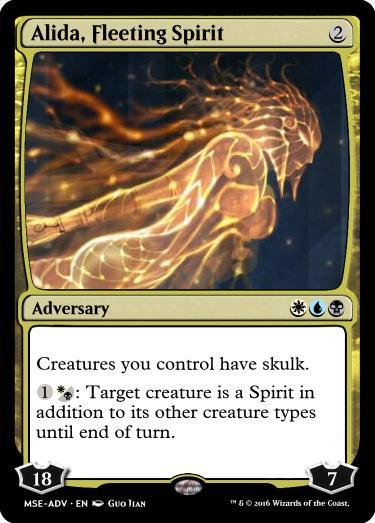 Alida, Fleeting Spirit 2
Adversary
Creatures you control have skulk.
1 : Target creature is a Spirit in
addition to its other creature types
until end of turn.
18
7
MSE-ADV · EN Guo Jian
™ & © 2016 Wizards of the Coast,